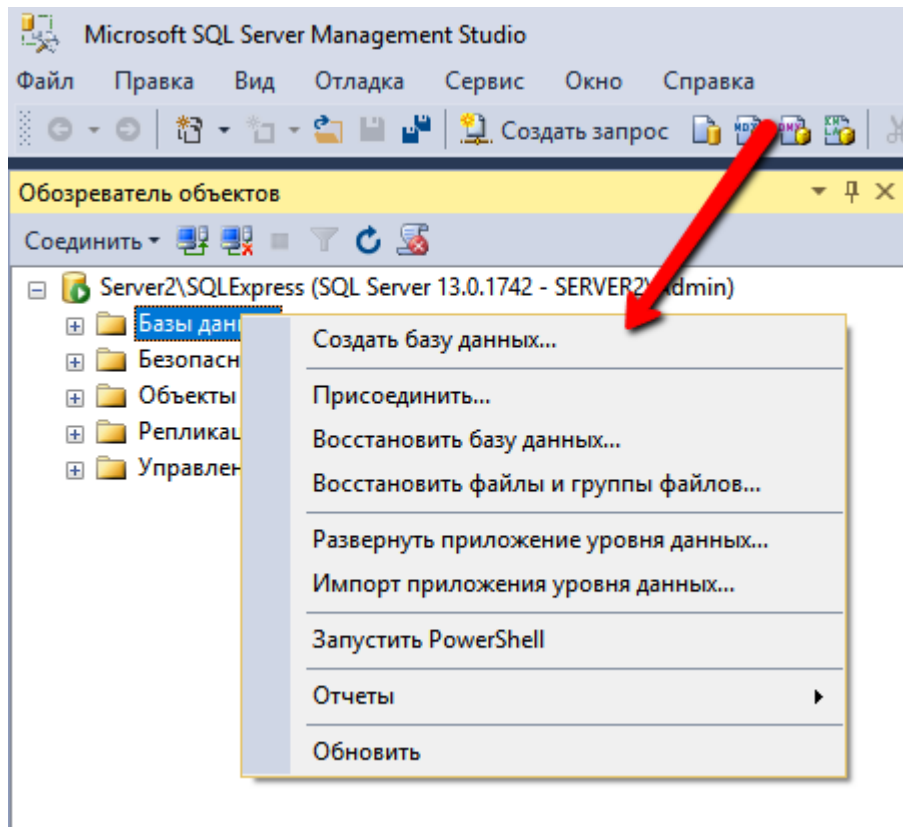 Microsoft SQL Server Management Studio
Файл Правка Вид Отладка Сервис Окно Справка
Создать запрос
Обозреватель объектов
Соединить
Server2\SQLExpress (SQL Server 13.0.1742 - SERVER2\Admin)
Базы дан
Безопасн
Объекты
Репликац
Управлен
Создать базу данных...
Присоединить...
Восстановить базу данных...
Восстановить файлы и группы файлов...
Развернуть приложение уровня данных...
Импорт приложения уровня данных...
Запустить PowerShell
Отчеты
Обновить